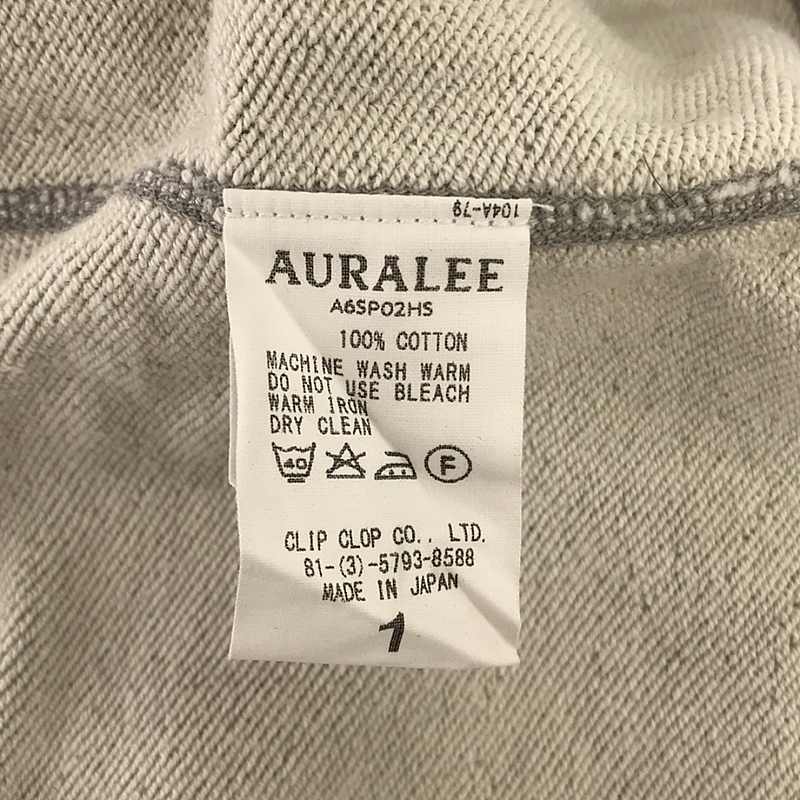 104A-79
AURALEE
A6SP02HS
100% COTTON
MACHINE WASH WARM
DO NOT USE BLEACH
WARM IRON
DRY CLEAN
40 F
CLIP CLOP CO., LTD.
81-(3)-5793-8588
MADE IN JAPAN
1